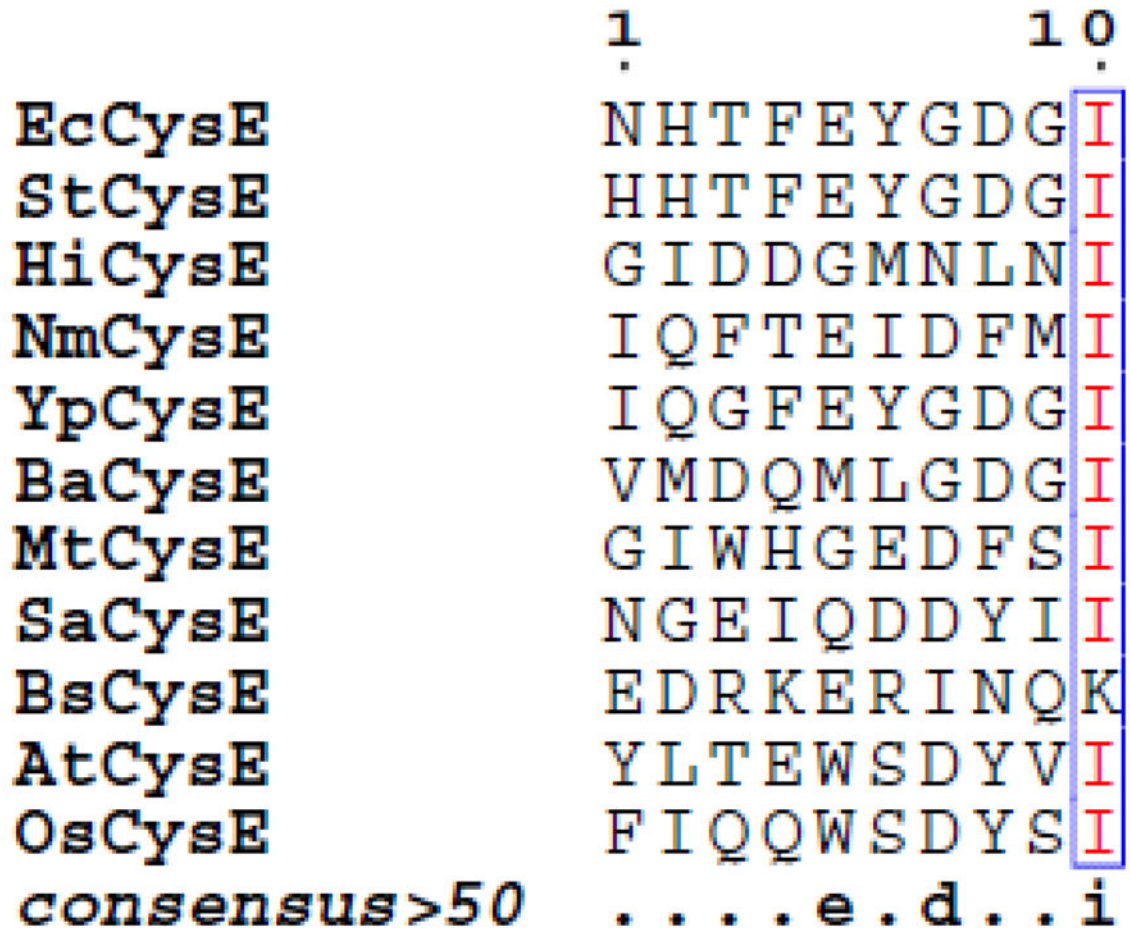 1 10
. .
EcCysE NHTFEYGDGI
StCysE HHTFEYGDGI
HiCysE GIDDGMNLNI
NmCysE IQFTEIDFMI
YpCysE IQGFEYGDGI
BaCysE VMDQMLGDGI
MtCysE GIWHGEDFSI
SaCysE NGEIQDDYII
BsCysE EDRKERINQK
AtCysE YLTEWSDYVI
OsCysE FIQQWSDYSI
consensus>50 ....e.d..i